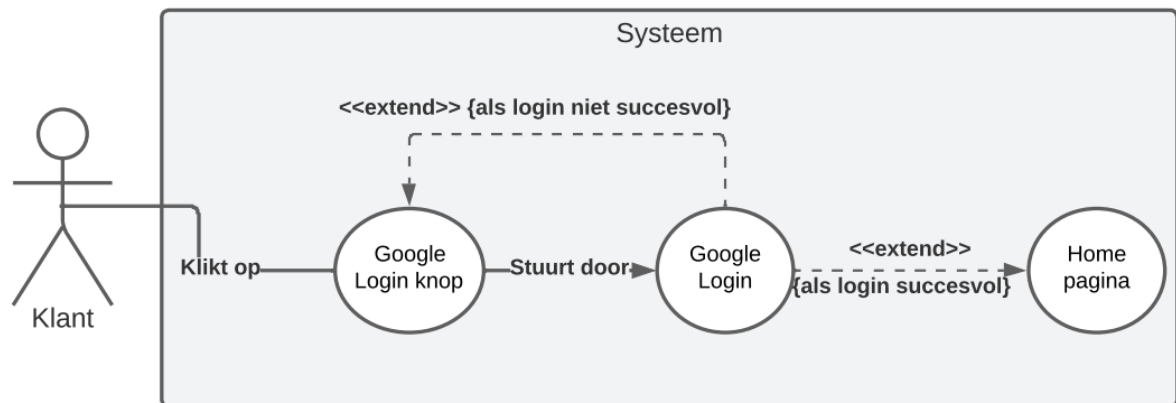 Systeem
<<extend>> {als login niet succesvol}
Klant
Klikt op
Google
Login knop
Stuurt door
Google
Login
<<extend>>
{als login succesvol}
Home
pagina